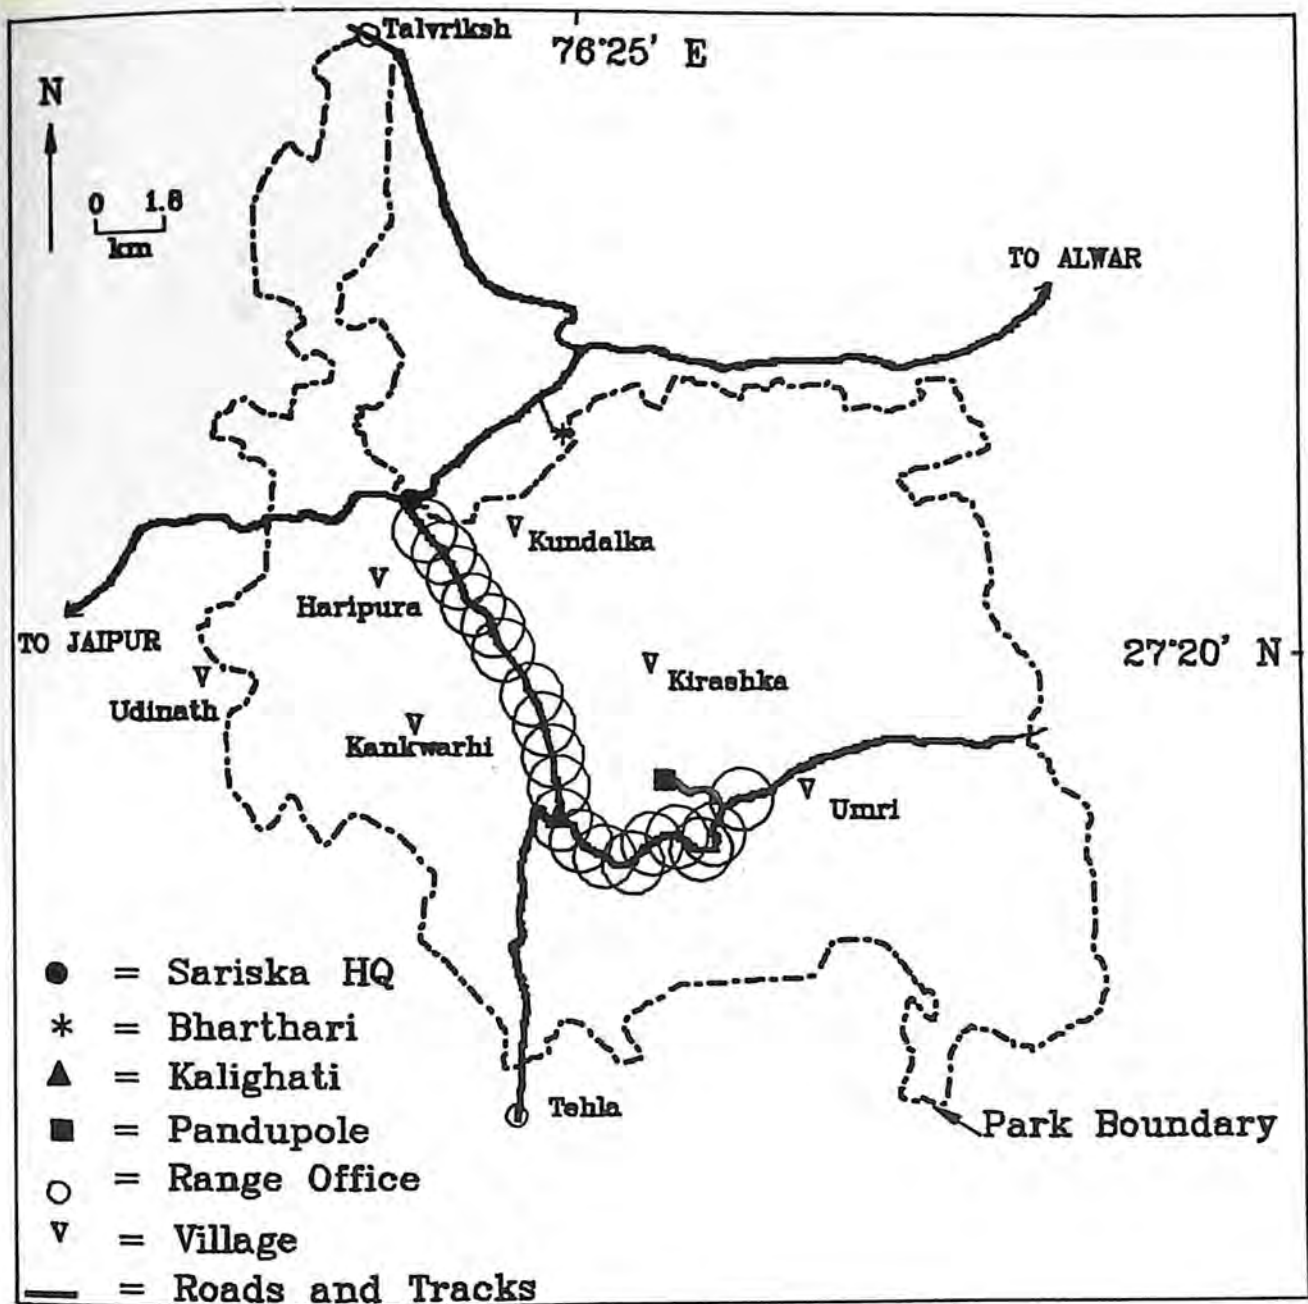 Talvriksh
76°25' E
N
0 1.6
km
TO ALWAR
Kundalka
Haripura
TO JAIPUR
27°20' N
Kirashka
Udinath
Kankwarhi
Umri
● = Sariska HQ
* = Bharthari
▲ = Kalighati
Tehla
■ = Pandupole
Park Boundary
○ = Range Office
∇ = Village
— = Roads and Tracks